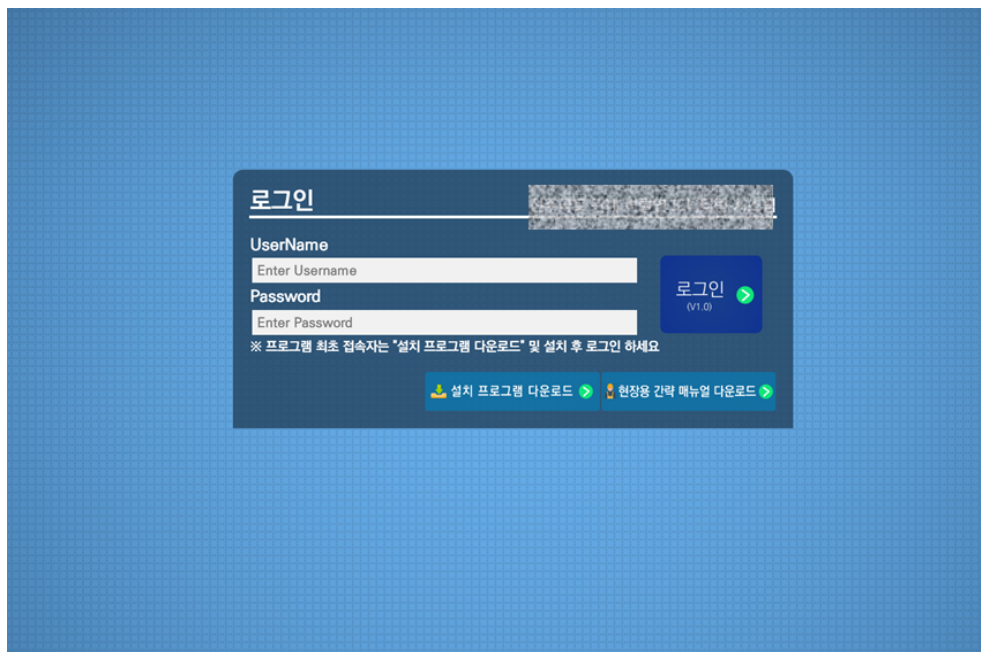 로그인
UserName
Enter Username
Password
Enter Password
로그인
(V1.0)
※ 프로그램 최초 접속자는 "설치 프로그램 다운로드" 및 설치 후 로그인 하세요
설치 프로그램 다운로드
현장용 간략 매뉴얼 다운로드